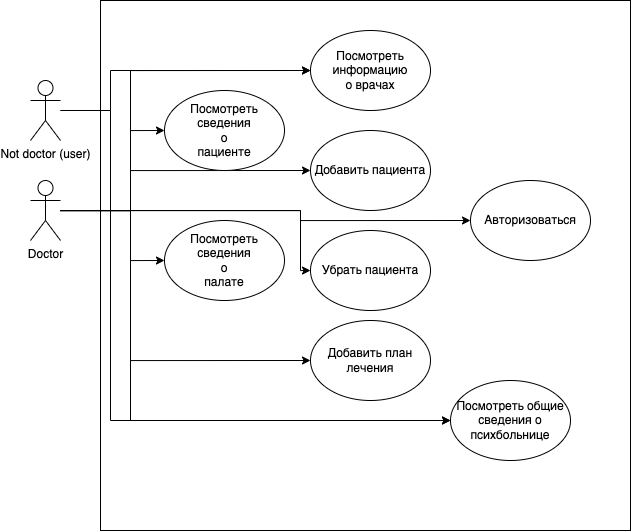 Посмотреть
информацию
о врачах
Not doctor (user)
Посмотреть
сведения
о
пациенте
Добавить пациента
Doctor
Авторизоваться
Посмотреть
сведения
о
палате
Убрать пациента
Добавить план
лечения
Посмотреть общие
сведения о
психбольнице